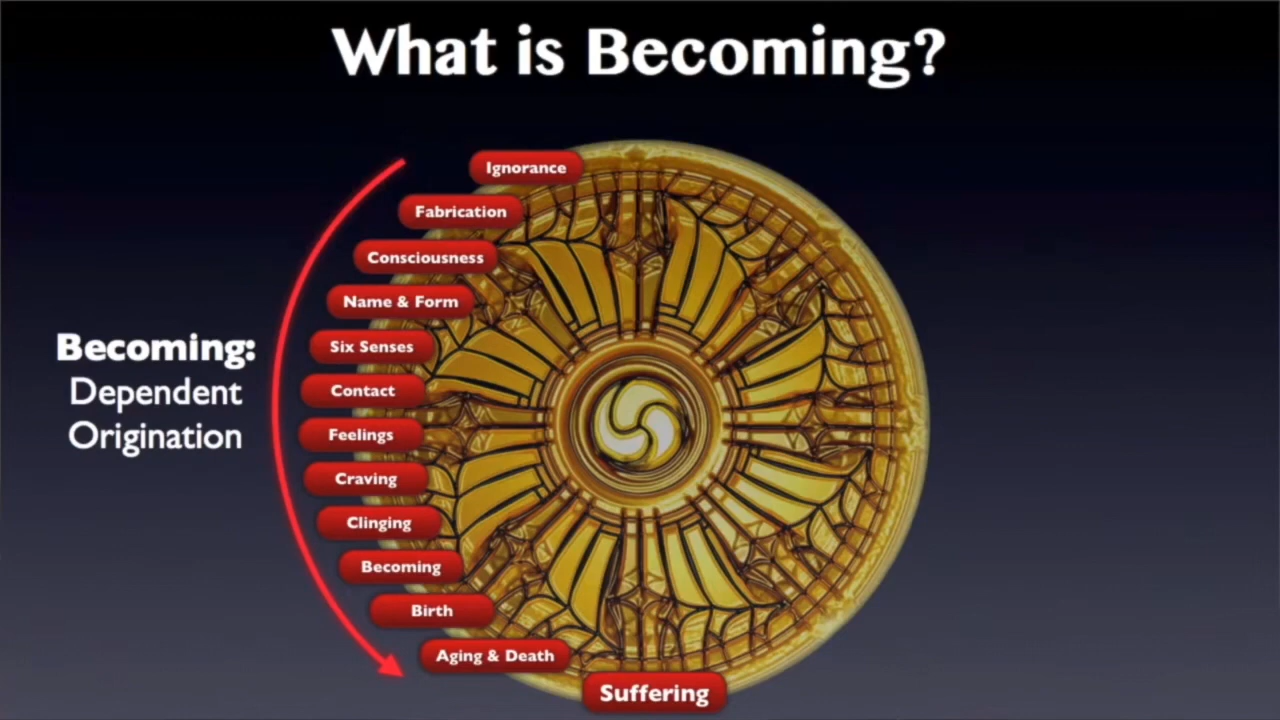 What is Becoming?
Ignorance
Fabrication
Consciousness
Name & Form
Six Senses
Contact
Feelings
Craving
Clinging
Becoming
Birth
Aging & Death
Suffering
Becoming:
Dependent
Origination